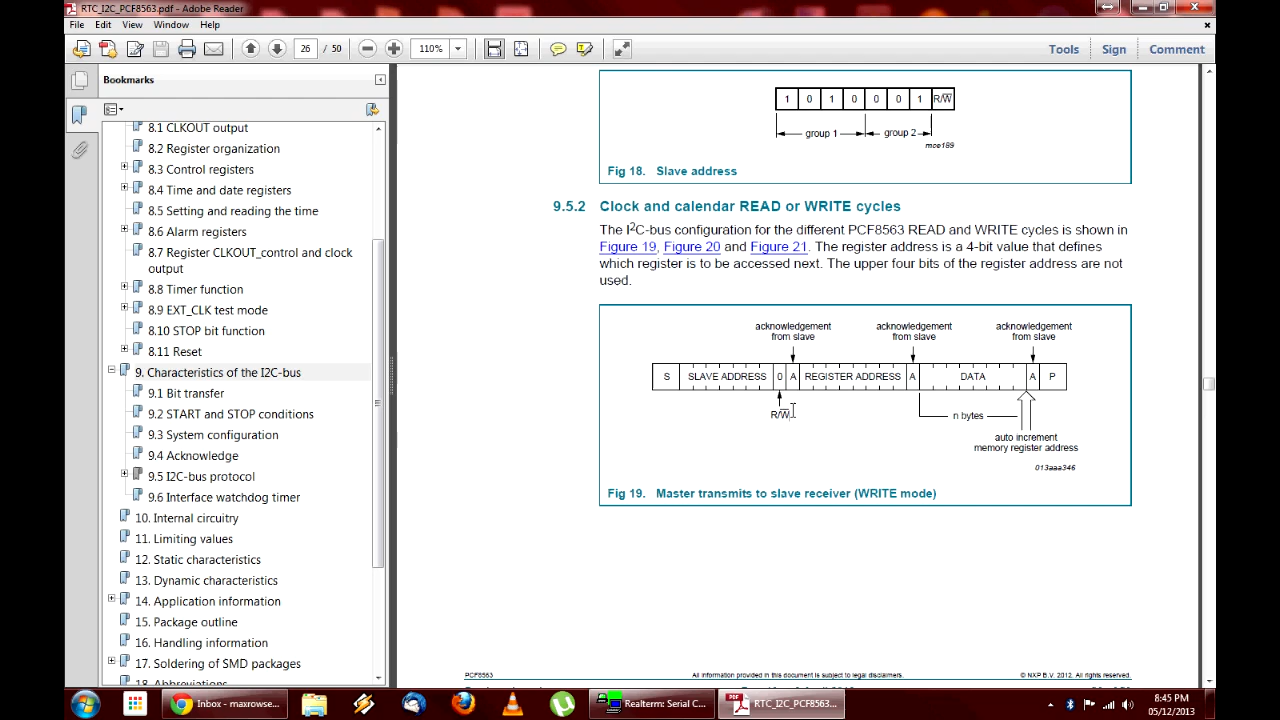 RTC_I2C_PCF8563.pdf - Adobe Reader
File Edit View Window Help
26 / 50
110%
Tools Sign Comment
Bookmarks
8.1 CLKOUT output
8.2 Register organization
8.3 Control registers
8.4 Time and date registers
8.5 Setting and reading the time
8.6 Alarm registers
8.7 Register CLKOUT_control and clock
output
8.8 Timer function
8.9 EXT_CLK test mode
8.10 STOP bit function
8.11 Reset
9. Characteristics of the I2C-bus
9.1 Bit transfer
9.2 START and STOP conditions
9.3 System configuration
9.4 Acknowledge
9.5 I2C-bus protocol
9.6 Interface watchdog timer
10. Internal circuitry
11. Limiting values
12. Static characteristics
13. Dynamic characteristics
14. Application information
15. Package outline
16. Handling information
17. Soldering of SMD packages
18. Abbreviations
1 0 1 0 0 0 1 R/W̅
group 1 group 2
mce189
Fig 18. Slave address
9.5.2 Clock and calendar READ or WRITE cycles
The I²C-bus configuration for the different PCF8563 READ and WRITE cycles is shown in
Figure 19, Figure 20 and Figure 21. The register address is a 4-bit value that defines
which register is to be accessed next. The upper four bits of the register address are not
used.
acknowledgement acknowledgement acknowledgement
from slave from slave from slave
S SLAVE ADDRESS 0 A REGISTER ADDRESS A DATA A P
R/W̅ n bytes
auto increment
memory register address
013aaa346
Fig 19. Master transmits to slave receiver (WRITE mode)
PCF8563 All information provided in this document is subject to legal disclaimers. © NXP B.V. 2012. All rights reserved.
Inbox - maxrowse...
Realterm: Serial C...
RTC_I2C_PCF8563...
8:45 PM
05/12/2013